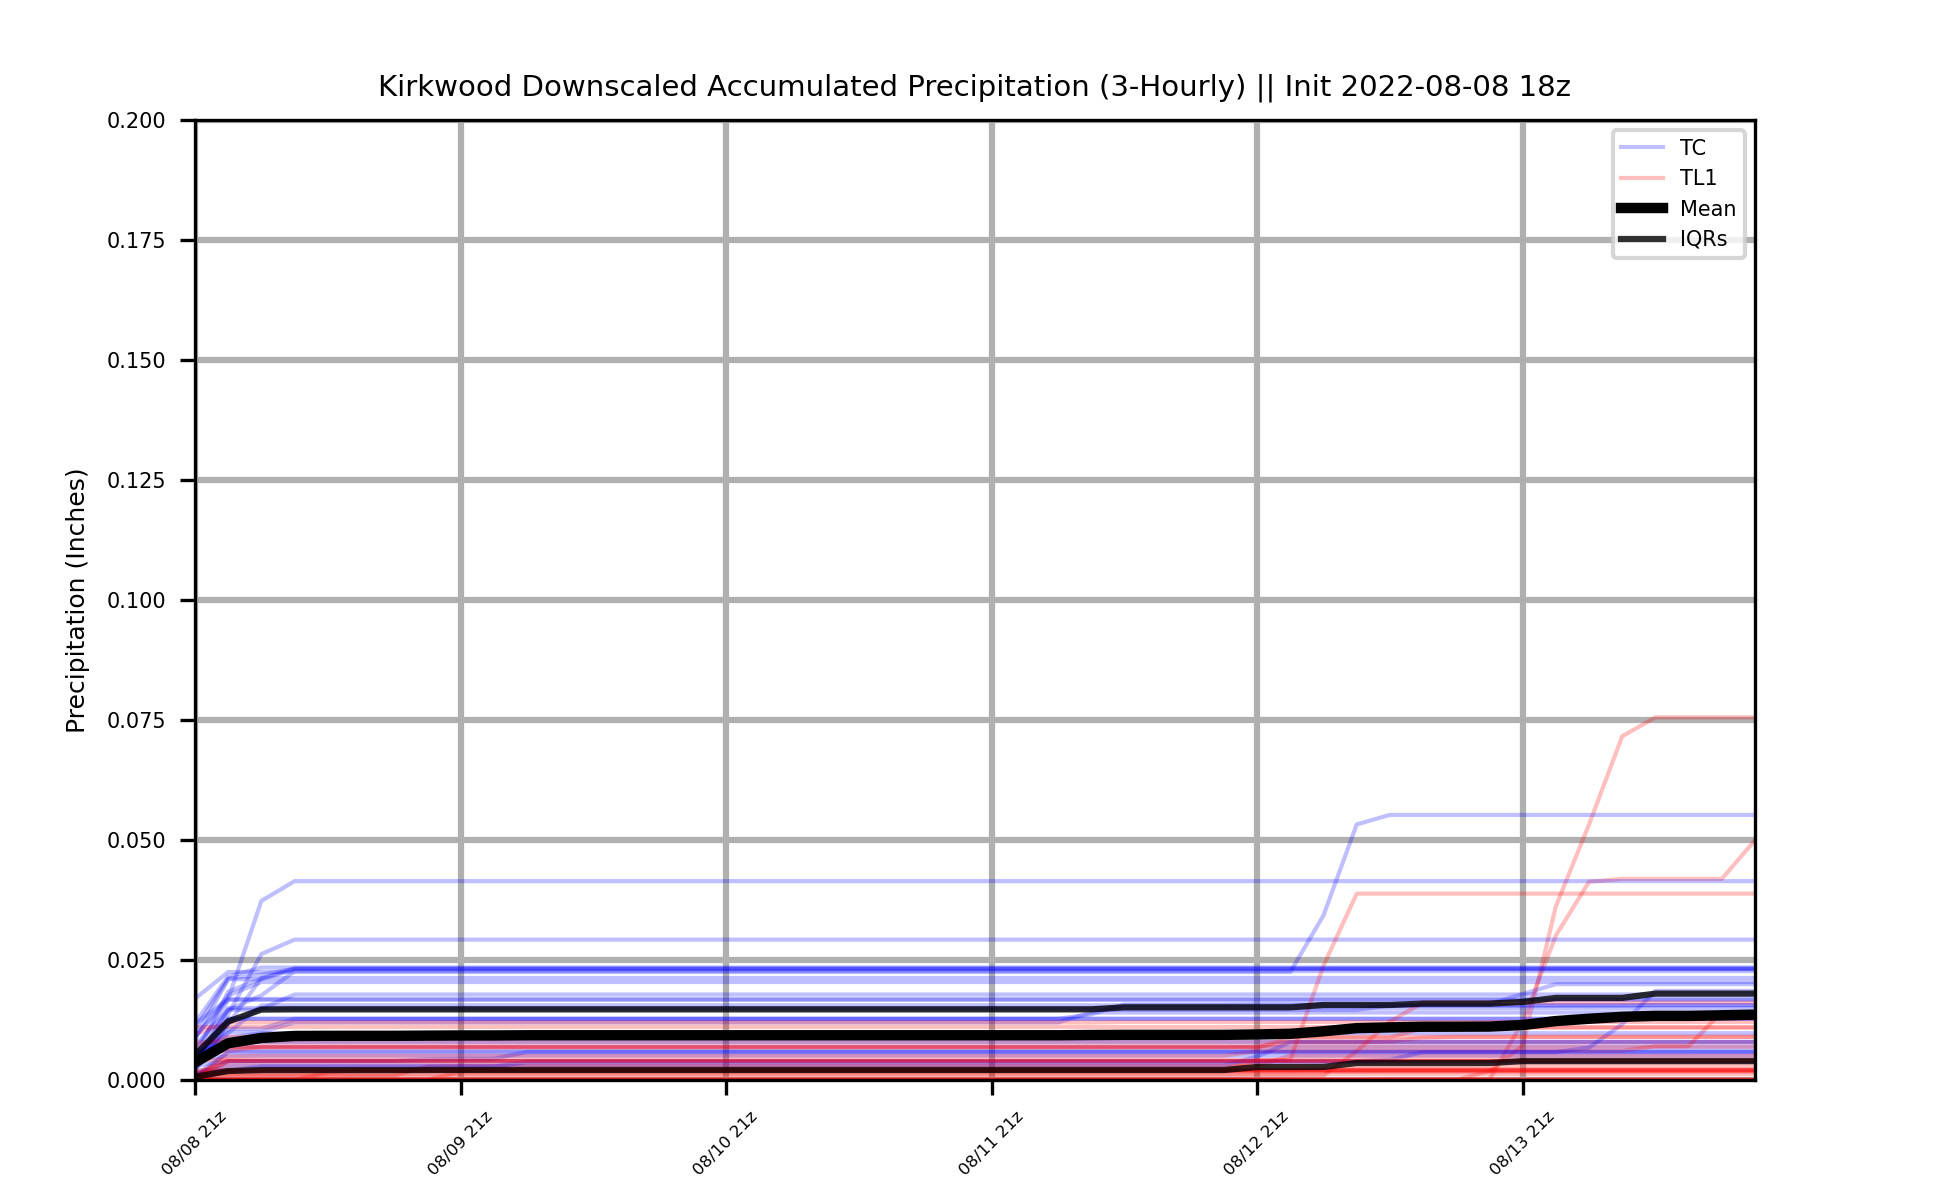 Kirkwood Downscaled Accumulated Precipitation (3-Hourly) || Init 2022-08-08 18z
TC
TL1
Mean
IQRs
Precipitation (Inches)
0.200
0.175
0.150
0.125
0.100
0.075
0.050
0.025
0.000
08/08 21z
08/09 21z
08/10 21z
08/11 21z
08/12 21z
08/13 21z